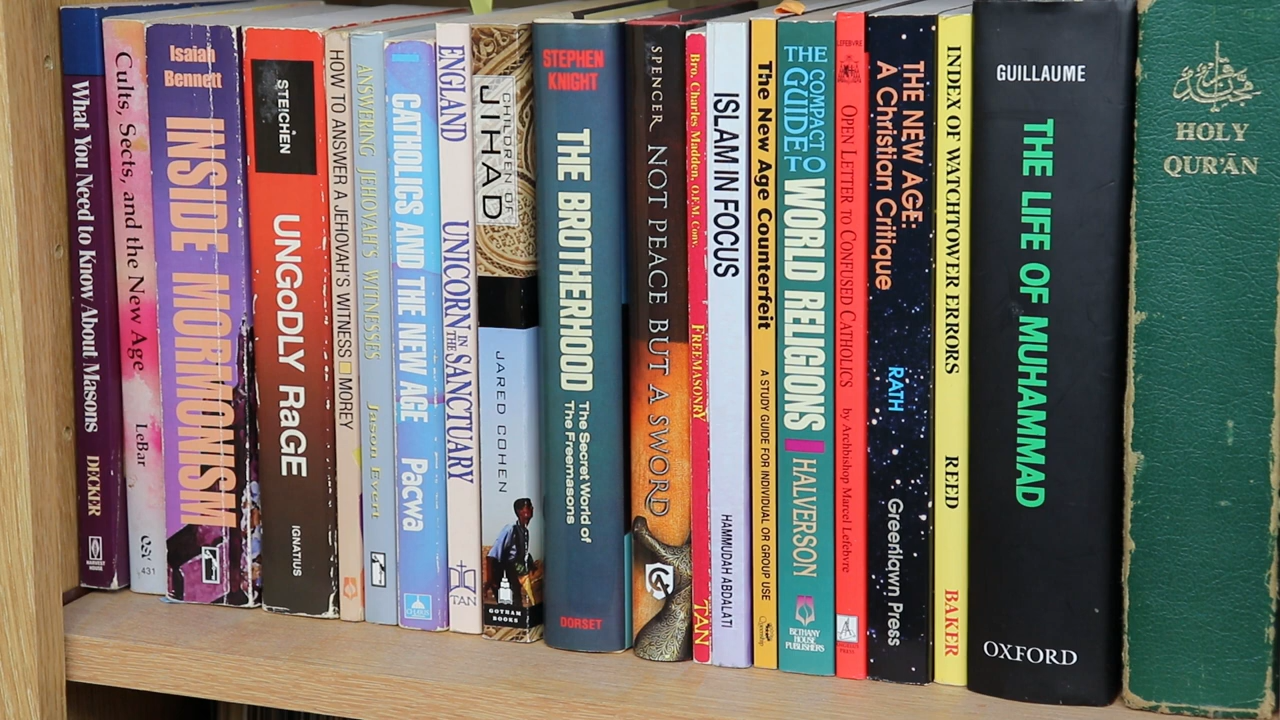 What You Need to Know About Masons
DECKER
HARVEST HOUSE
Cults, Sects, and the New Age
LeBar
OSV
431
Isaiah
Bennett
INSIDE MORMONISM
STEICHEN
UNGODLY RaGE
IGNATIUS
HOW TO ANSWER A JEHOVAH'S WITNESS MOREY
ANSWERING JEHOVAH'S WITNESSES
Jason Evert
CATHOLICS AND THE NEW AGE
Pacwa
ENGLAND
UNICORN IN THE SANCTUARY
TAN
CHILDREN OF
JIHAD
JARED COHEN
GOTHAM
BOOKS
STEPHEN
KNIGHT
THE BROTHERHOOD
The Secret World of
The Freemasons
DORSET
SPENCER
NOT PEACE BUT A SWORD
Bro. Charles Madden, O.F.M. Conv.
FREEMASONRY
TAN
ISLAM IN FOCUS
HAMMUDAH ABDALATI
The New Age Counterfeit
A STUDY GUIDE FOR INDIVIDUAL OR GROUP USE
THE COMPACT
GUIDE TO
WORLD RELIGIONS
HALVERSON
BETHANY
HOUSE
PUBLISHERS
LEFEBVRE
OPEN LETTER TO CONFUSED CATHOLICS
by Archbishop Marcel Lefebvre
ANGELUS PRESS
THE NEW AGE:
A Christian Critique
RATH
Greenlawn Press
INDEX OF WATCHTOWER ERRORS
REED
BAKER
GUILLAUME
THE LIFE OF MUHAMMAD
OXFORD
HOLY
QUR'ĀN